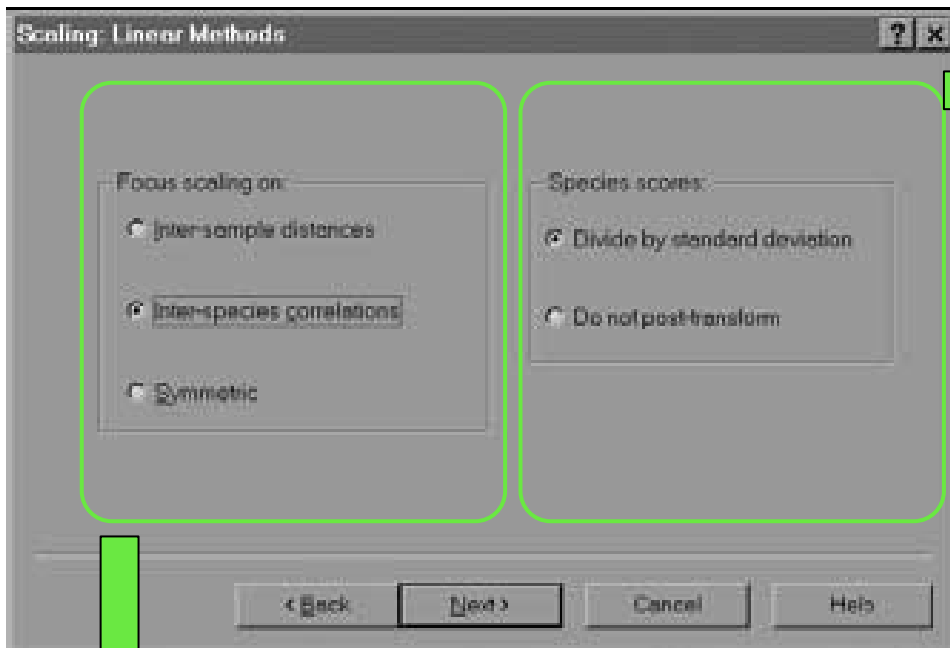 Scaling: Linear Methods
Focus scaling on:
Inter-sample distances
Inter-species correlations
Symmetric
Species scores:
Divide by standard deviation
Do not post-transform
< Back
Next >
Cancel
Help